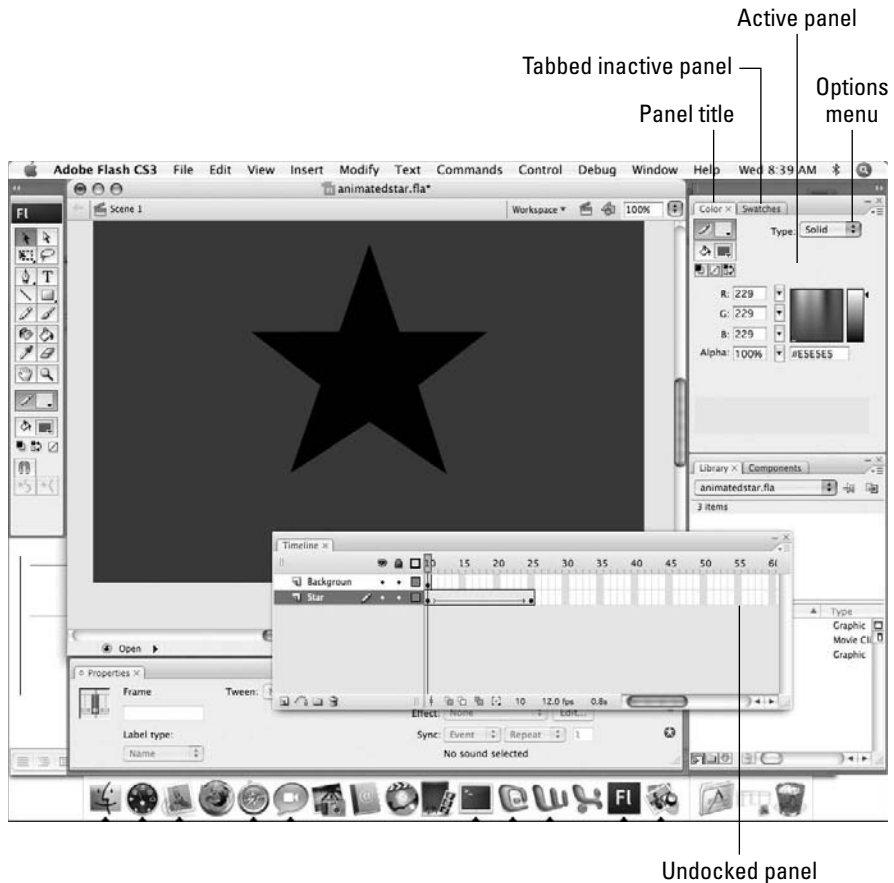 Active panel
Tabbed inactive panel
Options
menu
Panel title
Adobe Flash CS3 File Edit View Insert Modify Text Commands Control Debug Window Help Wed 8:39 AM
animatedstar.fla*
Fl
Scene 1
Workspace
100%
Color × Swatches
Type: Solid
R: 229
G: 229
B: 229
Alpha: 100%
#E5E5E5
Library × Components
animatedstar.fla
3 items
Timeline ×
15 20 25 30 35 40 45 50 55
Backgroun
Star
10 12.0 fps 0.8s
Type
Graphic
Movie Cli
Graphic
Open
Properties ×
Frame
Tween:
Label type:
Name
Effect: None
Edit...
Sync: Event
Repeat
1
No sound selected
Fl
Undocked panel